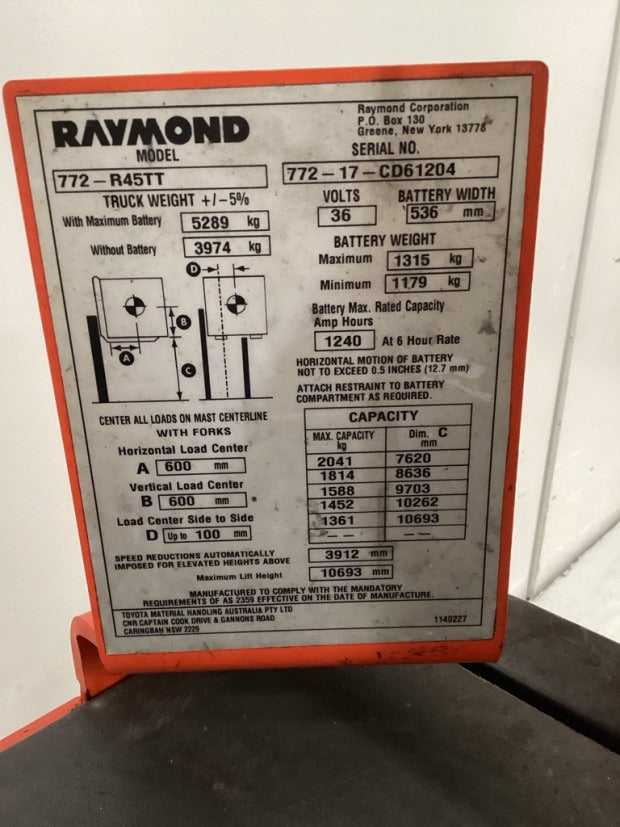 RAYMOND
Raymond Corporation
P.O. Box 130
Greene, New York 13778
MODEL
SERIAL NO.
772-R45TT
772-17-CD61204
TRUCK WEIGHT +/-5%
VOLTS
BATTERY WIDTH
With Maximum Battery 5289 kg
36
536 mm
Without Battery 3974 kg
BATTERY WEIGHT
Maximum 1315 kg
Minimum 1179 kg
D
B
A
C
Battery Max. Rated Capacity
Amp Hours
1240 At 6 Hour Rate
HORIZONTAL MOTION OF BATTERY
NOT TO EXCEED 0.5 INCHES (12.7 mm)
ATTACH RESTRAINT TO BATTERY
COMPARTMENT AS REQUIRED.
CENTER ALL LOADS ON MAST CENTERLINE
WITH FORKS
Horizontal Load Center
A 600 mm
Vertical Load Center
B 600 mm
Load Center Side to Side
D Up to 100 mm
CAPACITY
MAX. CAPACITY kg Dim. C mm
2041 7620
1814 8636
1588 9703
1452 10262
1361 10693
-- --
SPEED REDUCTIONS AUTOMATICALLY
IMPOSED FOR ELEVATED HEIGHTS ABOVE 3912 mm
Maximum Lift Height 10693 mm
MANUFACTURED TO COMPLY WITH THE MANDATORY
REQUIREMENTS OF AS 2359 EFFECTIVE ON THE DATE OF MANUFACTURE.
TOYOTA MATERIAL HANDLING AUSTRALIA PTY LTD
CNR CAPTAIN COOK DRIVE & GANNONS ROAD
CARINGBAH NSW 2229
1140227